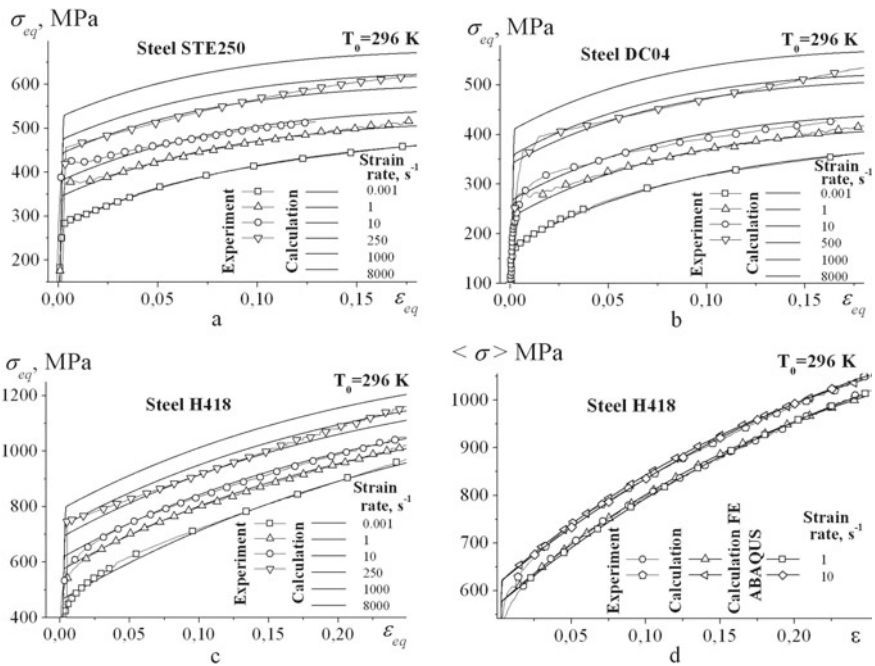 σeq, MPa
Steel STE250
T0=296 K
600
500
400
300
200
0,00 0,05 0,10 0,15 εeq
Experiment
Calculation
Strain rate, s-1
0.001
1
10
250
1000
8000
a
σeq, MPa
Steel DC04
T0=296 K
500
400
300
200
100
0,00 0,05 0,10 0,15 εeq
Experiment
Calculation
Strain rate, s-1
0.001
1
10
500
1000
8000
b
σeq, MPa
Steel H418
T0=296 K
1200
1000
800
600
400
0,00 0,05 0,10 0,15 0,20 εeq
Experiment
Calculation
Strain rate, s-1
0.001
1
10
250
1000
8000
c
< σ > MPa
Steel H418
T0=296 K
1000
900
800
700
600
0,05 0,10 0,15 0,20 ε
Experiment
Calculation
Calculation FE
ABAQUS
Strain rate, s-1
1
10
d